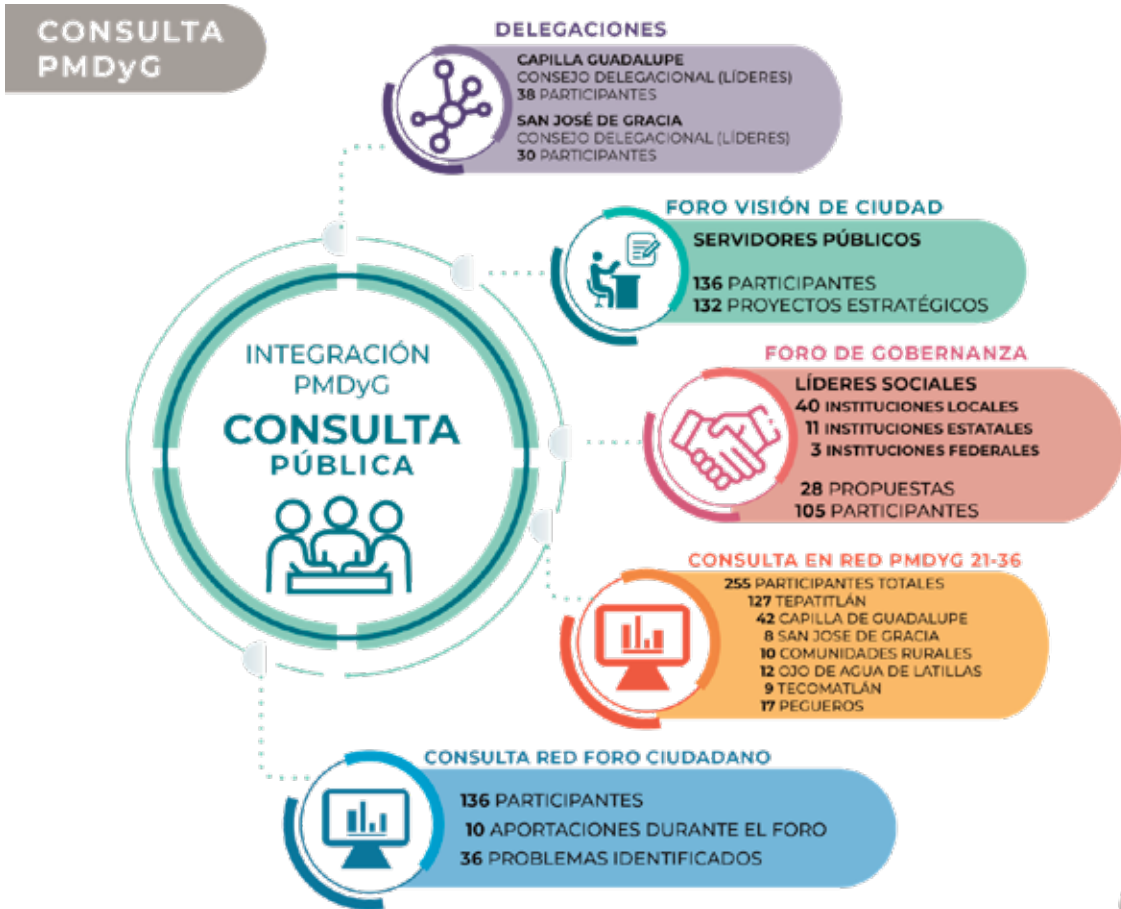 CONSULTA
PMDyG
DELEGACIONES
CAPILLA GUADALUPE
CONSEJO DELEGACIONAL (LÍDERES)
38 PARTICIPANTES
SAN JOSÉ DE GRACIA
CONSEJO DELEGACIONAL (LÍDERES)
30 PARTICIPANTES
FORO VISIÓN DE CIUDAD
SERVIDORES PÚBLICOS
136 PARTICIPANTES
132 PROYECTOS ESTRATÉGICOS
INTEGRACIÓN
PMDyG
CONSULTA
PÚBLICA
FORO DE GOBERNANZA
LÍDERES SOCIALES
40 INSTITUCIONES LOCALES
11 INSTITUCIONES ESTATALES
3 INSTITUCIONES FEDERALES
28 PROPUESTAS
105 PARTICIPANTES
CONSULTA EN RED PMDYG 21-36
255 PARTICIPANTES TOTALES
127 TEPATITLÁN
42 CAPILLA DE GUADALUPE
8 SAN JOSE DE GRACIA
10 COMUNIDADES RURALES
12 OJO DE AGUA DE LATILLAS
9 TECOMATLÁN
17 PEGUEROS
CONSULTA RED FORO CIUDADANO
136 PARTICIPANTES
10 APORTACIONES DURANTE EL FORO
36 PROBLEMAS IDENTIFICADOS